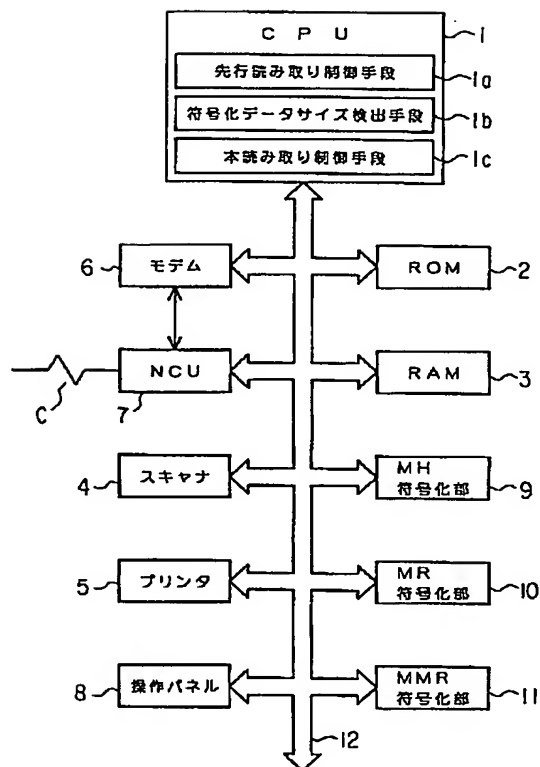 CPU
1
先行読み取り制御手段
1a
符号化データサイズ検出手段
1b
本読み取り制御手段
1c
6
モデム
ROM
2
C
NCU
7
RAM
3
4
スキャナ
MH
符号化部
9
5
プリンタ
MR
符号化部
10
8
操作パネル
MMR
符号化部
11
12